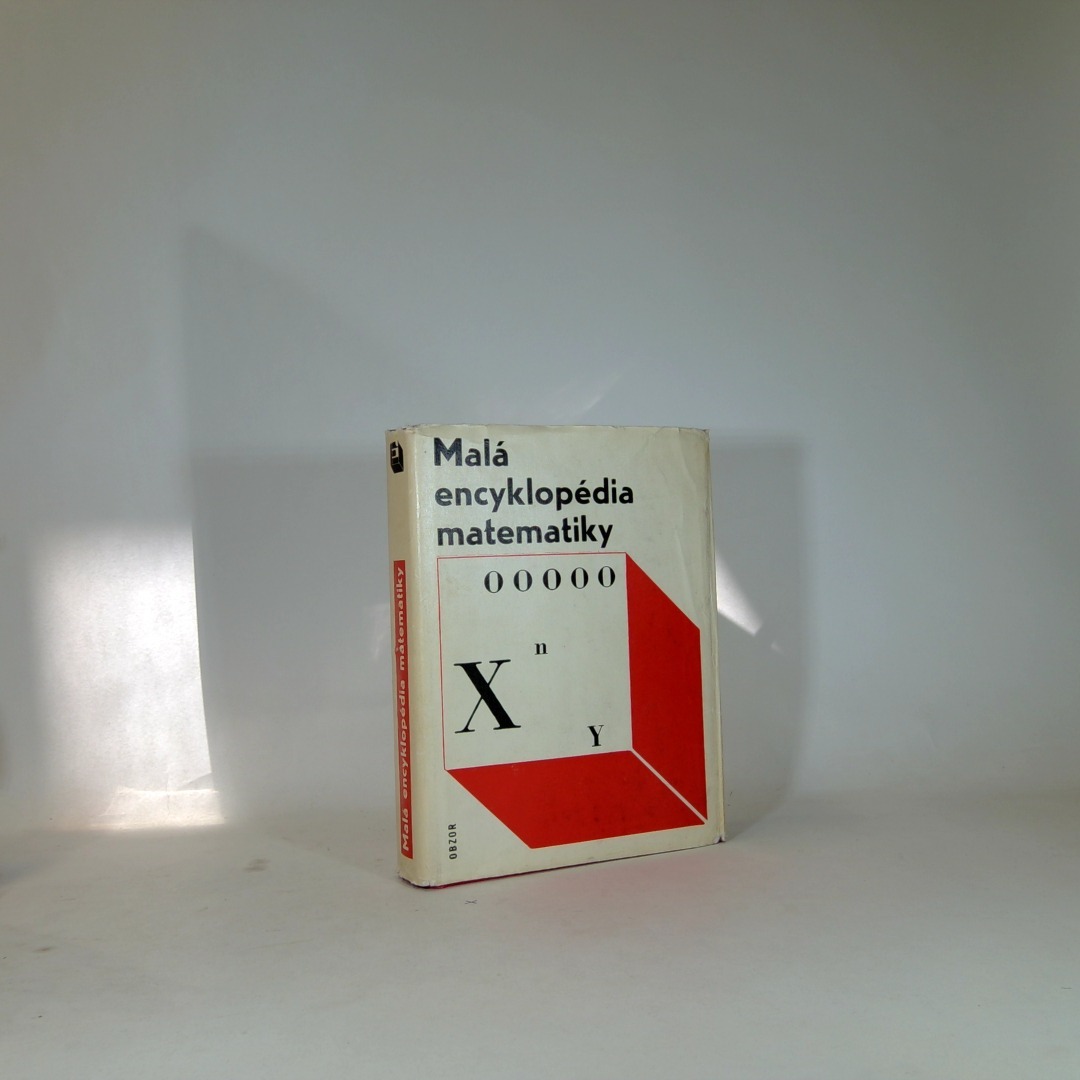 Malá
encyklopédia
matematiky
OOOOO
n
X
Y
OBZOR
Malá encyklopédia matematiky